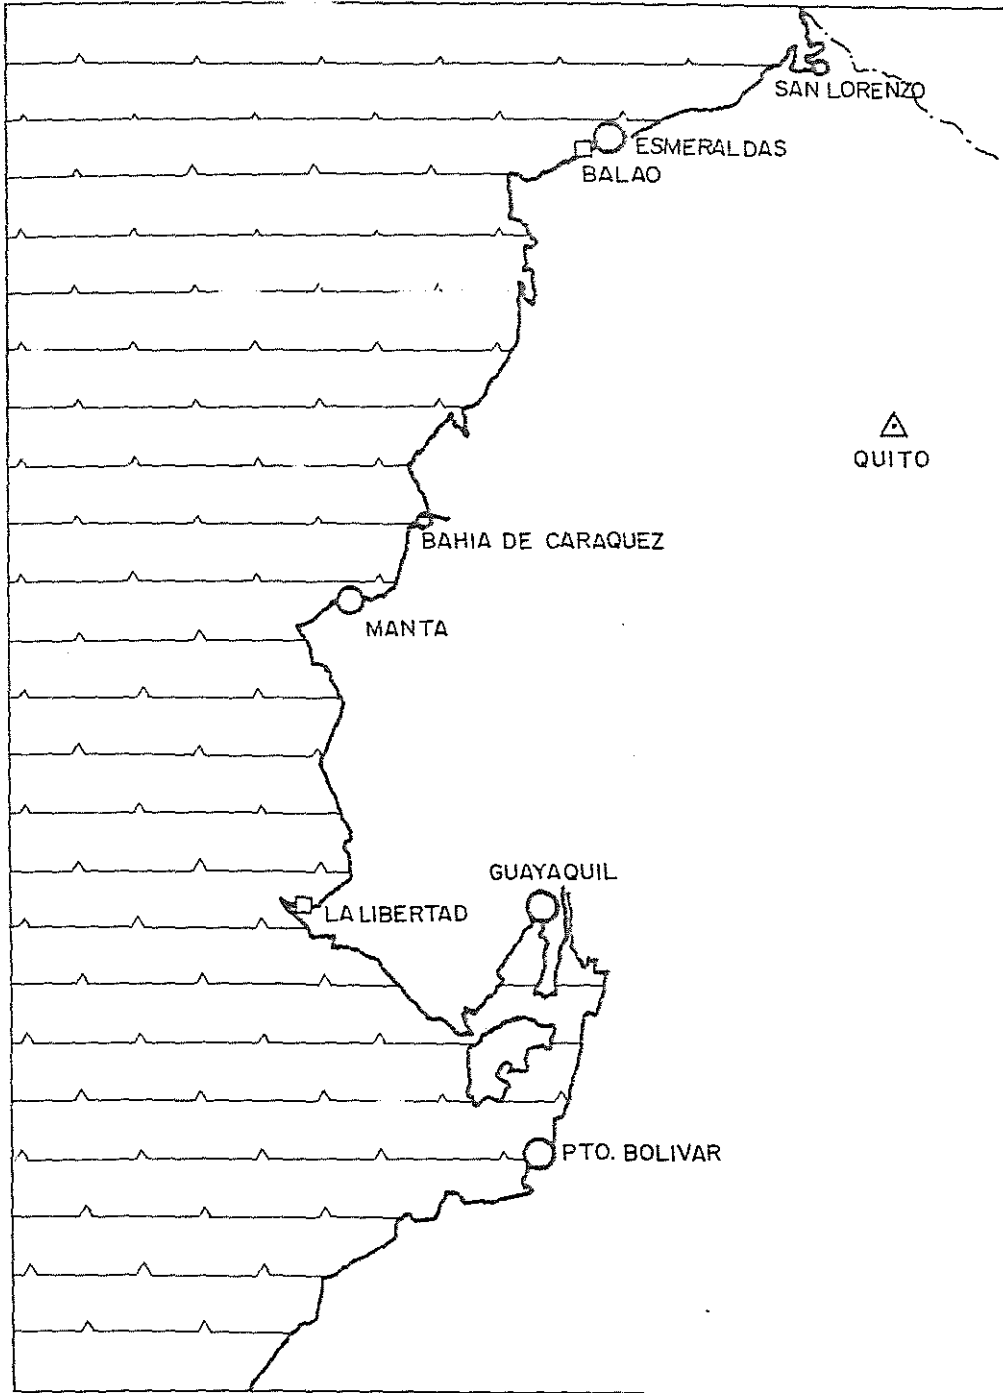 SAN LORENZO
ESMERALDAS
BALAO
QUITO
BAHIA DE CARAQUEZ
MANTA
GUAYAQUIL
LA LIBERTAD
PTO. BOLIVAR